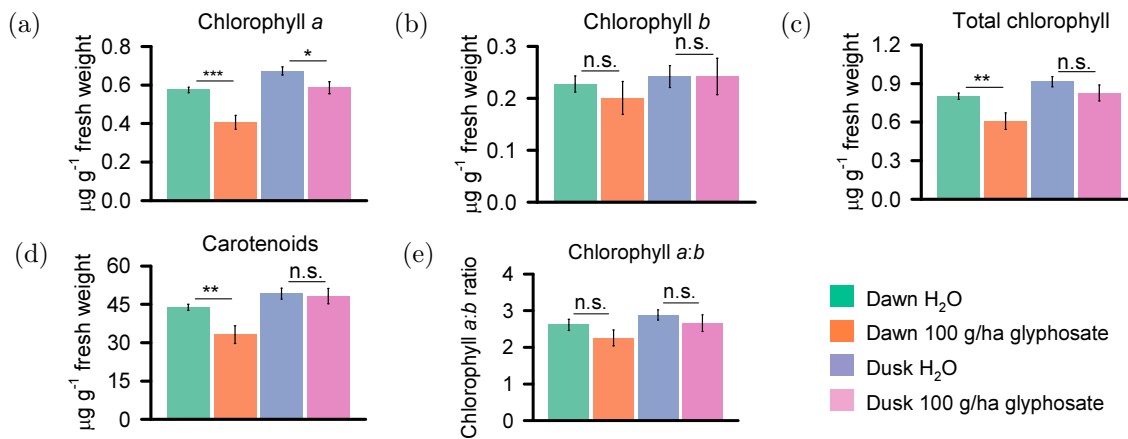 (a)
Chlorophyll a
μg g⁻¹ fresh weight
0.8
0.6
0.4
0.2
0.0
***
*
(b)
Chlorophyll b
μg g⁻¹ fresh weight
0.3
0.2
0.1
0.0
n.s.
n.s.
(c)
Total chlorophyll
μg g⁻¹ fresh weight
1.2
0.9
0.6
0.3
0.0
**
n.s.
(d)
Carotenoids
μg g⁻¹ fresh weight
60
45
30
15
0
**
n.s.
(e)
Chlorophyll a:b
Chlorophyll a:b ratio
4
3
2
1
0
n.s.
n.s.
Dawn H₂O
Dawn 100 g/ha glyphosate
Dusk H₂O
Dusk 100 g/ha glyphosate